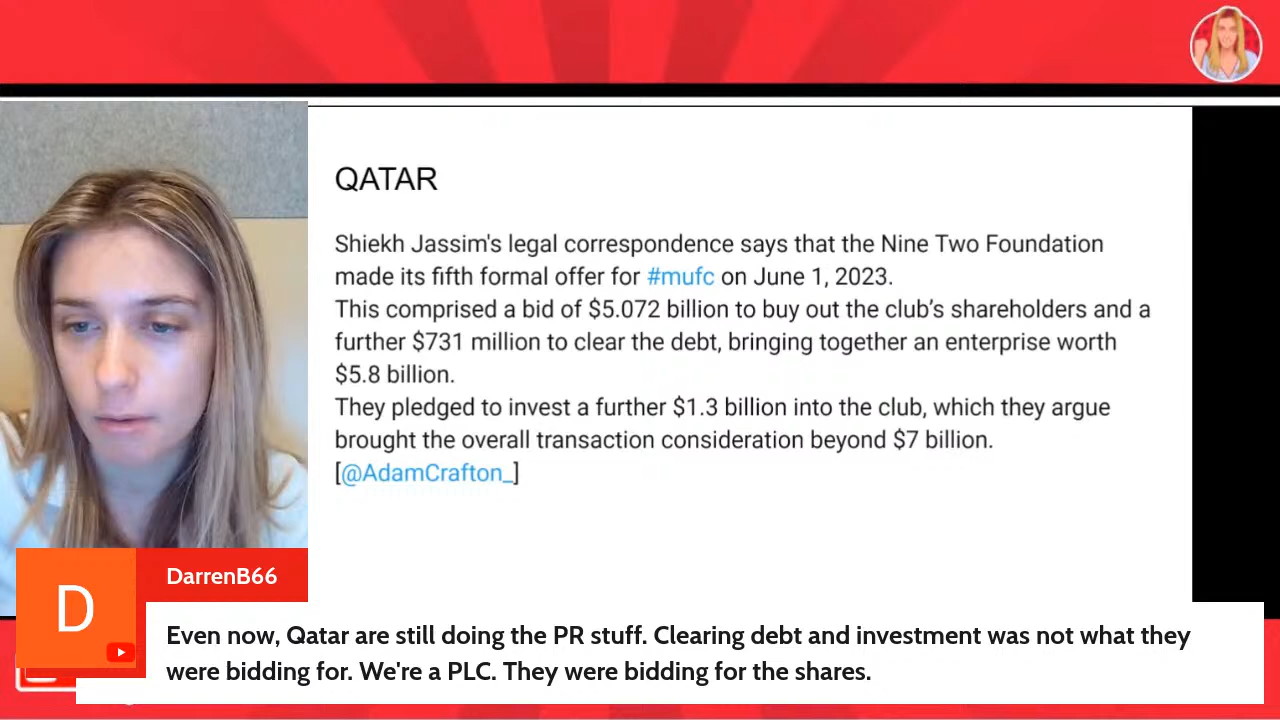 QATAR
Shiekh Jassim's legal correspondence says that the Nine Two Foundation
made its fifth formal offer for #mufc on June 1, 2023.
This comprised a bid of $5.072 billion to buy out the club’s shareholders and a
further $731 million to clear the debt, bringing together an enterprise worth
$5.8 billion.
They pledged to invest a further $1.3 billion into the club, which they argue
brought the overall transaction consideration beyond $7 billion.
[@AdamCrafton_]
D
DarrenB66
Even now, Qatar are still doing the PR stuff. Clearing debt and investment was not what they
were bidding for. We're a PLC. They were bidding for the shares.